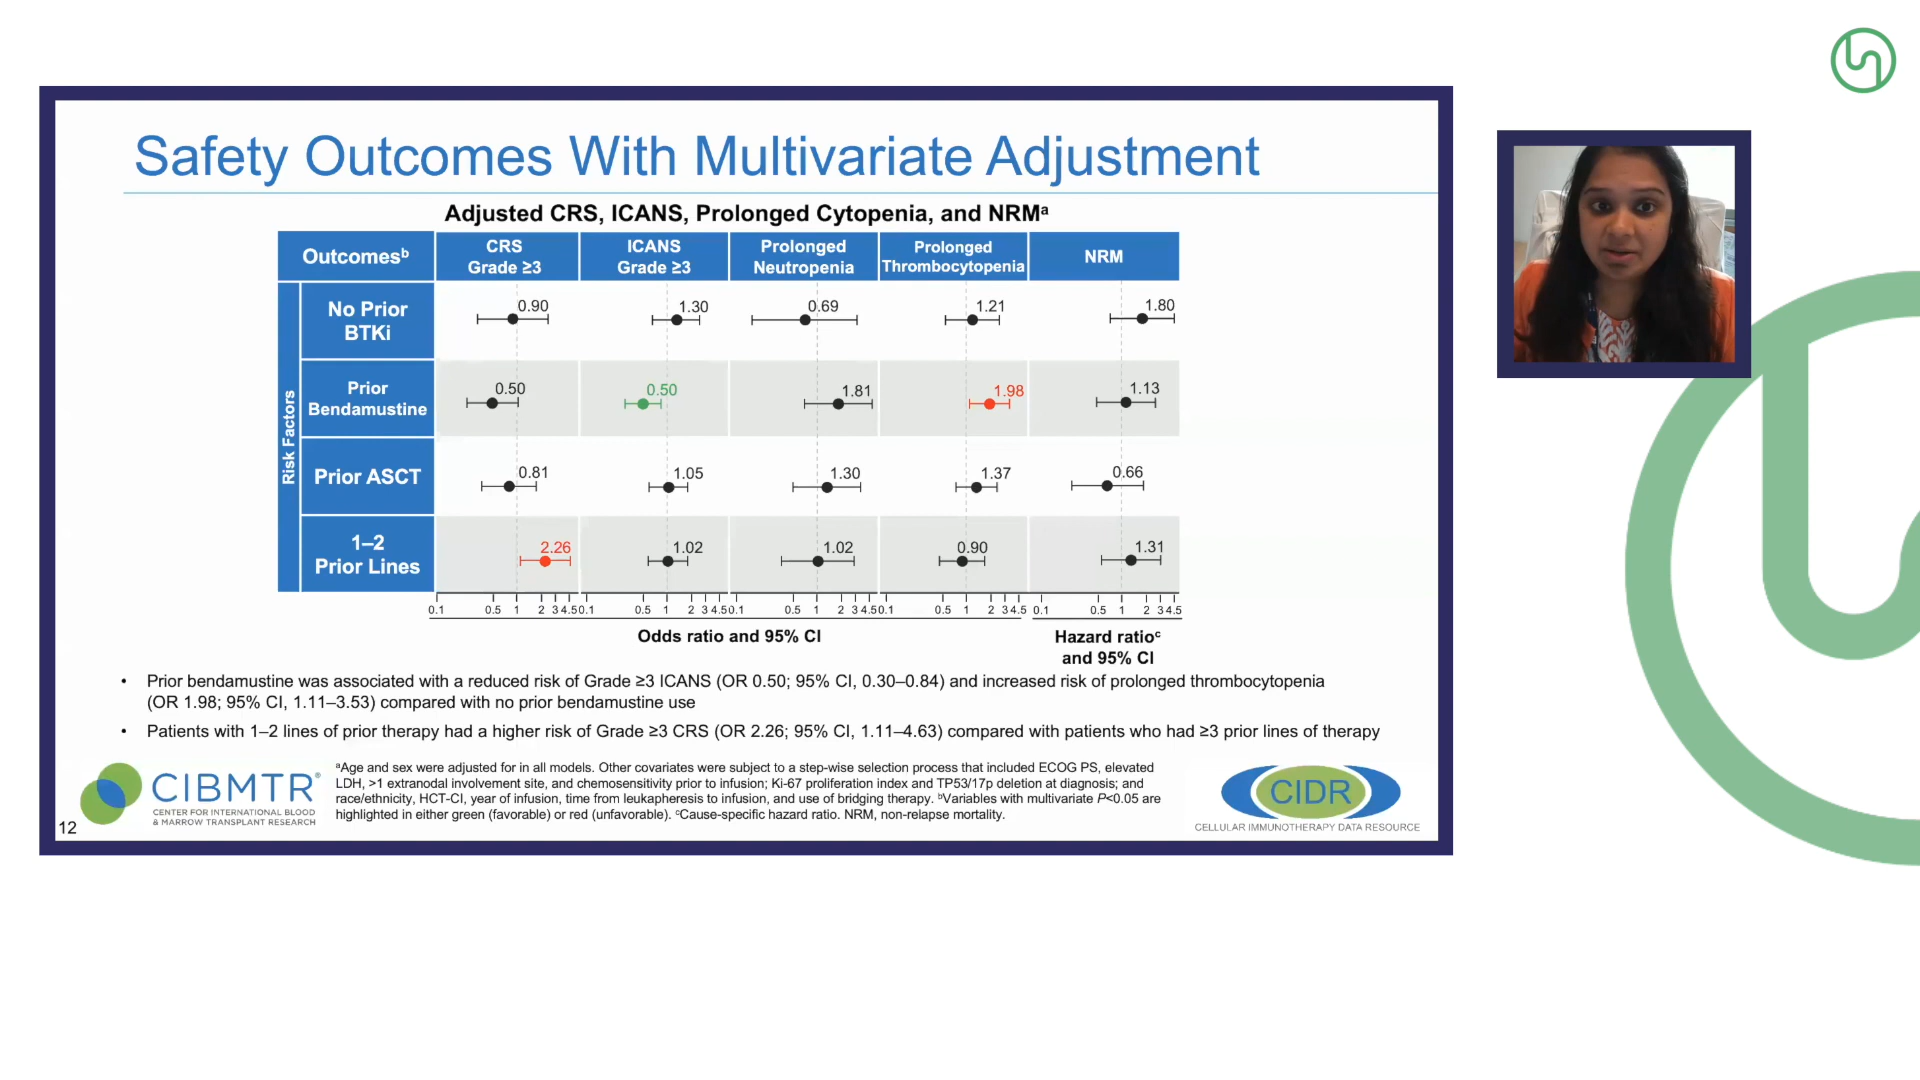 Safety Outcomes With Multivariate Adjustment
Adjusted CRS, ICANS, Prolonged Cytopenia, and NRMᵃ
Outcomesᵇ
CRS
Grade ≥3
ICANS
Grade ≥3
Prolonged
Neutropenia
Prolonged
Thrombocytopenia
NRM
Risk Factors
No Prior
BTKi
0.90
1.30
0.69
1.21
1.80
Prior
Bendamustine
0.50
0.50
1.81
1.98
1.13
Prior ASCT
0.81
1.05
1.30
1.37
0.66
1–2
Prior Lines
2.26
1.02
1.02
0.90
1.31
0.1 0.5 1 2 3 4.5 0.1 0.5 1 2 3 4.5 0.1 0.5 1 2 3 4.5 0.1 0.5 1 2 3 4.5 0.1 0.5 1 2 3 4.5
Odds ratio and 95% CI
Hazard ratioᶜ
and 95% CI
• Prior bendamustine was associated with a reduced risk of Grade ≥3 ICANS (OR 0.50; 95% CI, 0.30–0.84) and increased risk of prolonged thrombocytopenia
(OR 1.98; 95% CI, 1.11–3.53) compared with no prior bendamustine use
• Patients with 1–2 lines of prior therapy had a higher risk of Grade ≥3 CRS (OR 2.26; 95% CI, 1.11–4.63) compared with patients who had ≥3 prior lines of therapy
CIBMTR®
CENTER FOR INTERNATIONAL BLOOD
& MARROW TRANSPLANT RESEARCH
ᵃAge and sex were adjusted for in all models. Other covariates were subject to a step-wise selection process that included ECOG PS, elevated
LDH, >1 extranodal involvement site, and chemosensitivity prior to infusion; Ki-67 proliferation index and TP53/17p deletion at diagnosis; and
race/ethnicity, HCT-CI, year of infusion, time from leukapheresis to infusion, and use of bridging therapy. ᵇVariables with multivariate P<0.05 are
highlighted in either green (favorable) or red (unfavorable). ᶜCause-specific hazard ratio. NRM, non-relapse mortality.
CIDR
CELLULAR IMMUNOTHERAPY DATA RESOURCE
12